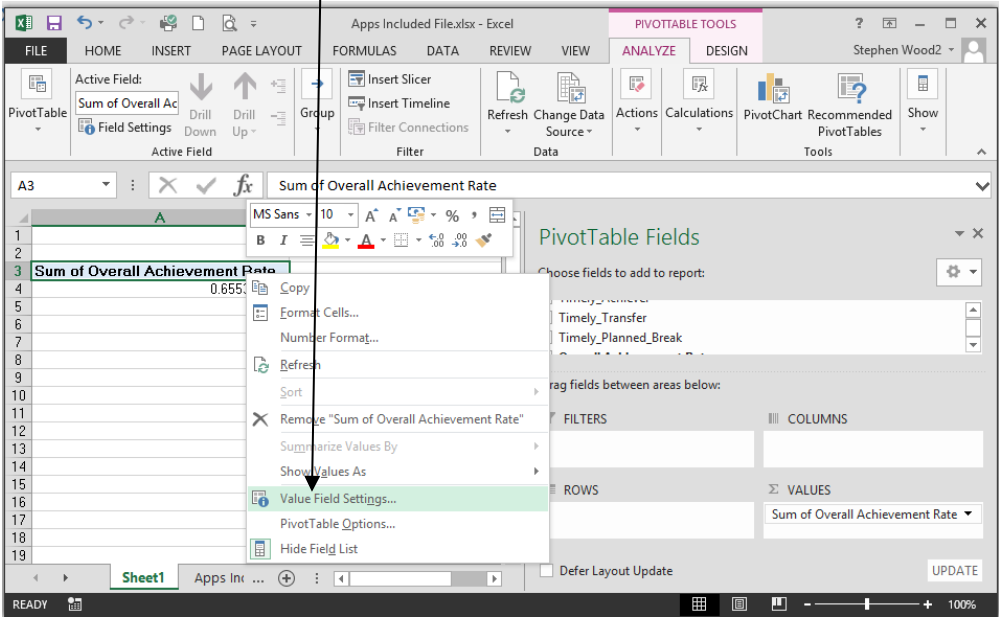 Apps Included File.xlsx - Excel
PIVOTTABLE TOOLS
?
FILE HOME INSERT PAGE LAYOUT FORMULAS DATA REVIEW VIEW ANALYZE DESIGN Stephen Wood2
PivotTable
Active Field:
Sum of Overall Ac
Field Settings
Drill Down
Drill Up
Active Field
Group
Insert Slicer
Insert Timeline
Filter Connections
Filter
Refresh
Change Data Source
Data
Actions
Calculations
PivotChart
Recommended PivotTables
Tools
Show
A3
fx
Sum of Overall Achievement Rate
A
MS Sans 10 A A % ,
B I A .00 .00
1
2
3 Sum of Overall Achievement Rate
4 0.655
5
6
7
8
9
10
11
12
13
14
15
16
17
18
19
Copy
Format Cells...
Number Format...
Refresh
Sort
Remove "Sum of Overall Achievement Rate"
Summarize Values By
Show Values As
Value Field Settings...
PivotTable Options...
Hide Field List
PivotTable Fields
Choose fields to add to report:
Timely_Achiever
Timely_Transfer
Timely_Planned_Break
rag fields between areas below:
FILTERS
COLUMNS
ROWS
Σ VALUES
Sum of Overall Achievement Rate
Defer Layout Update
UPDATE
Sheet1 Apps Inc ...
READY
100%